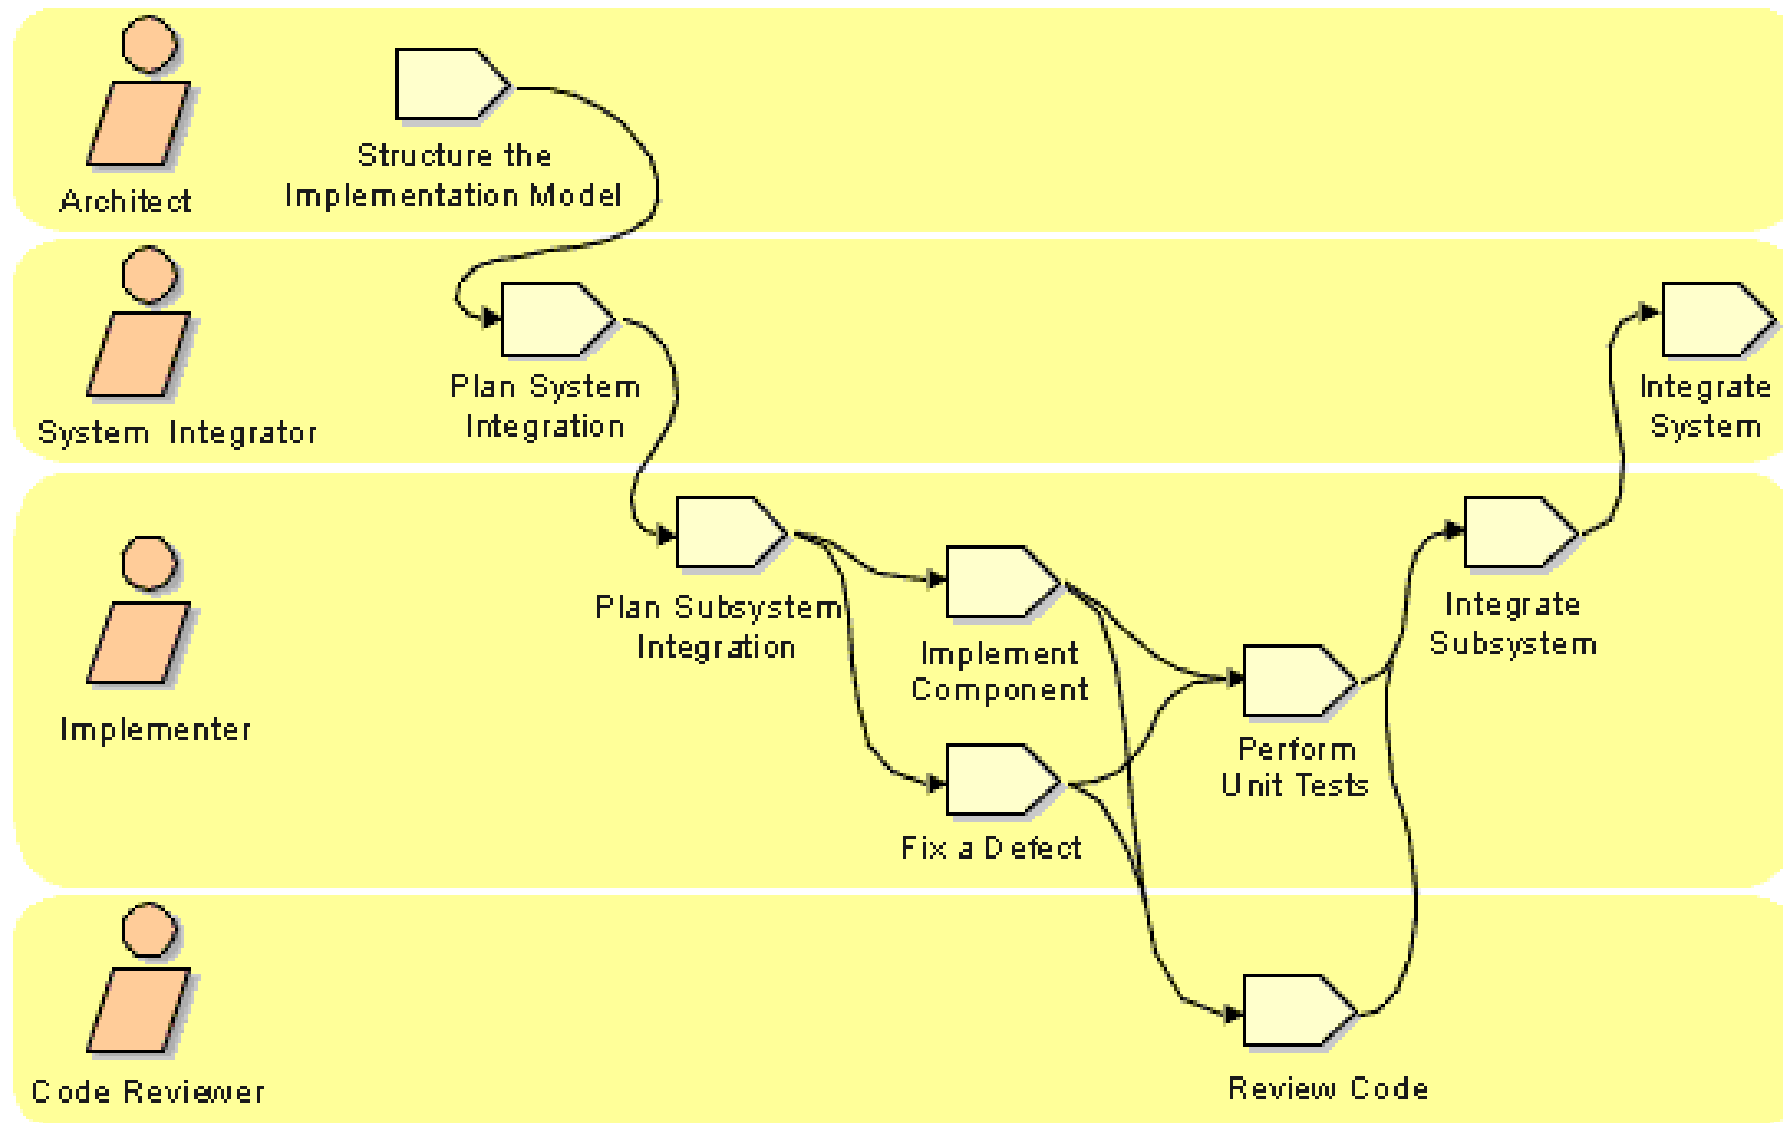 Architect
Structure the
Implementation Model
System Integrator
Plan System
Integration
Integrate
System
Implementer
Plan Subsystem
Integration
Implement
Component
Fix a Defect
Perform
Unit Tests
Integrate
Subsystem
Code Reviewer
Review Code